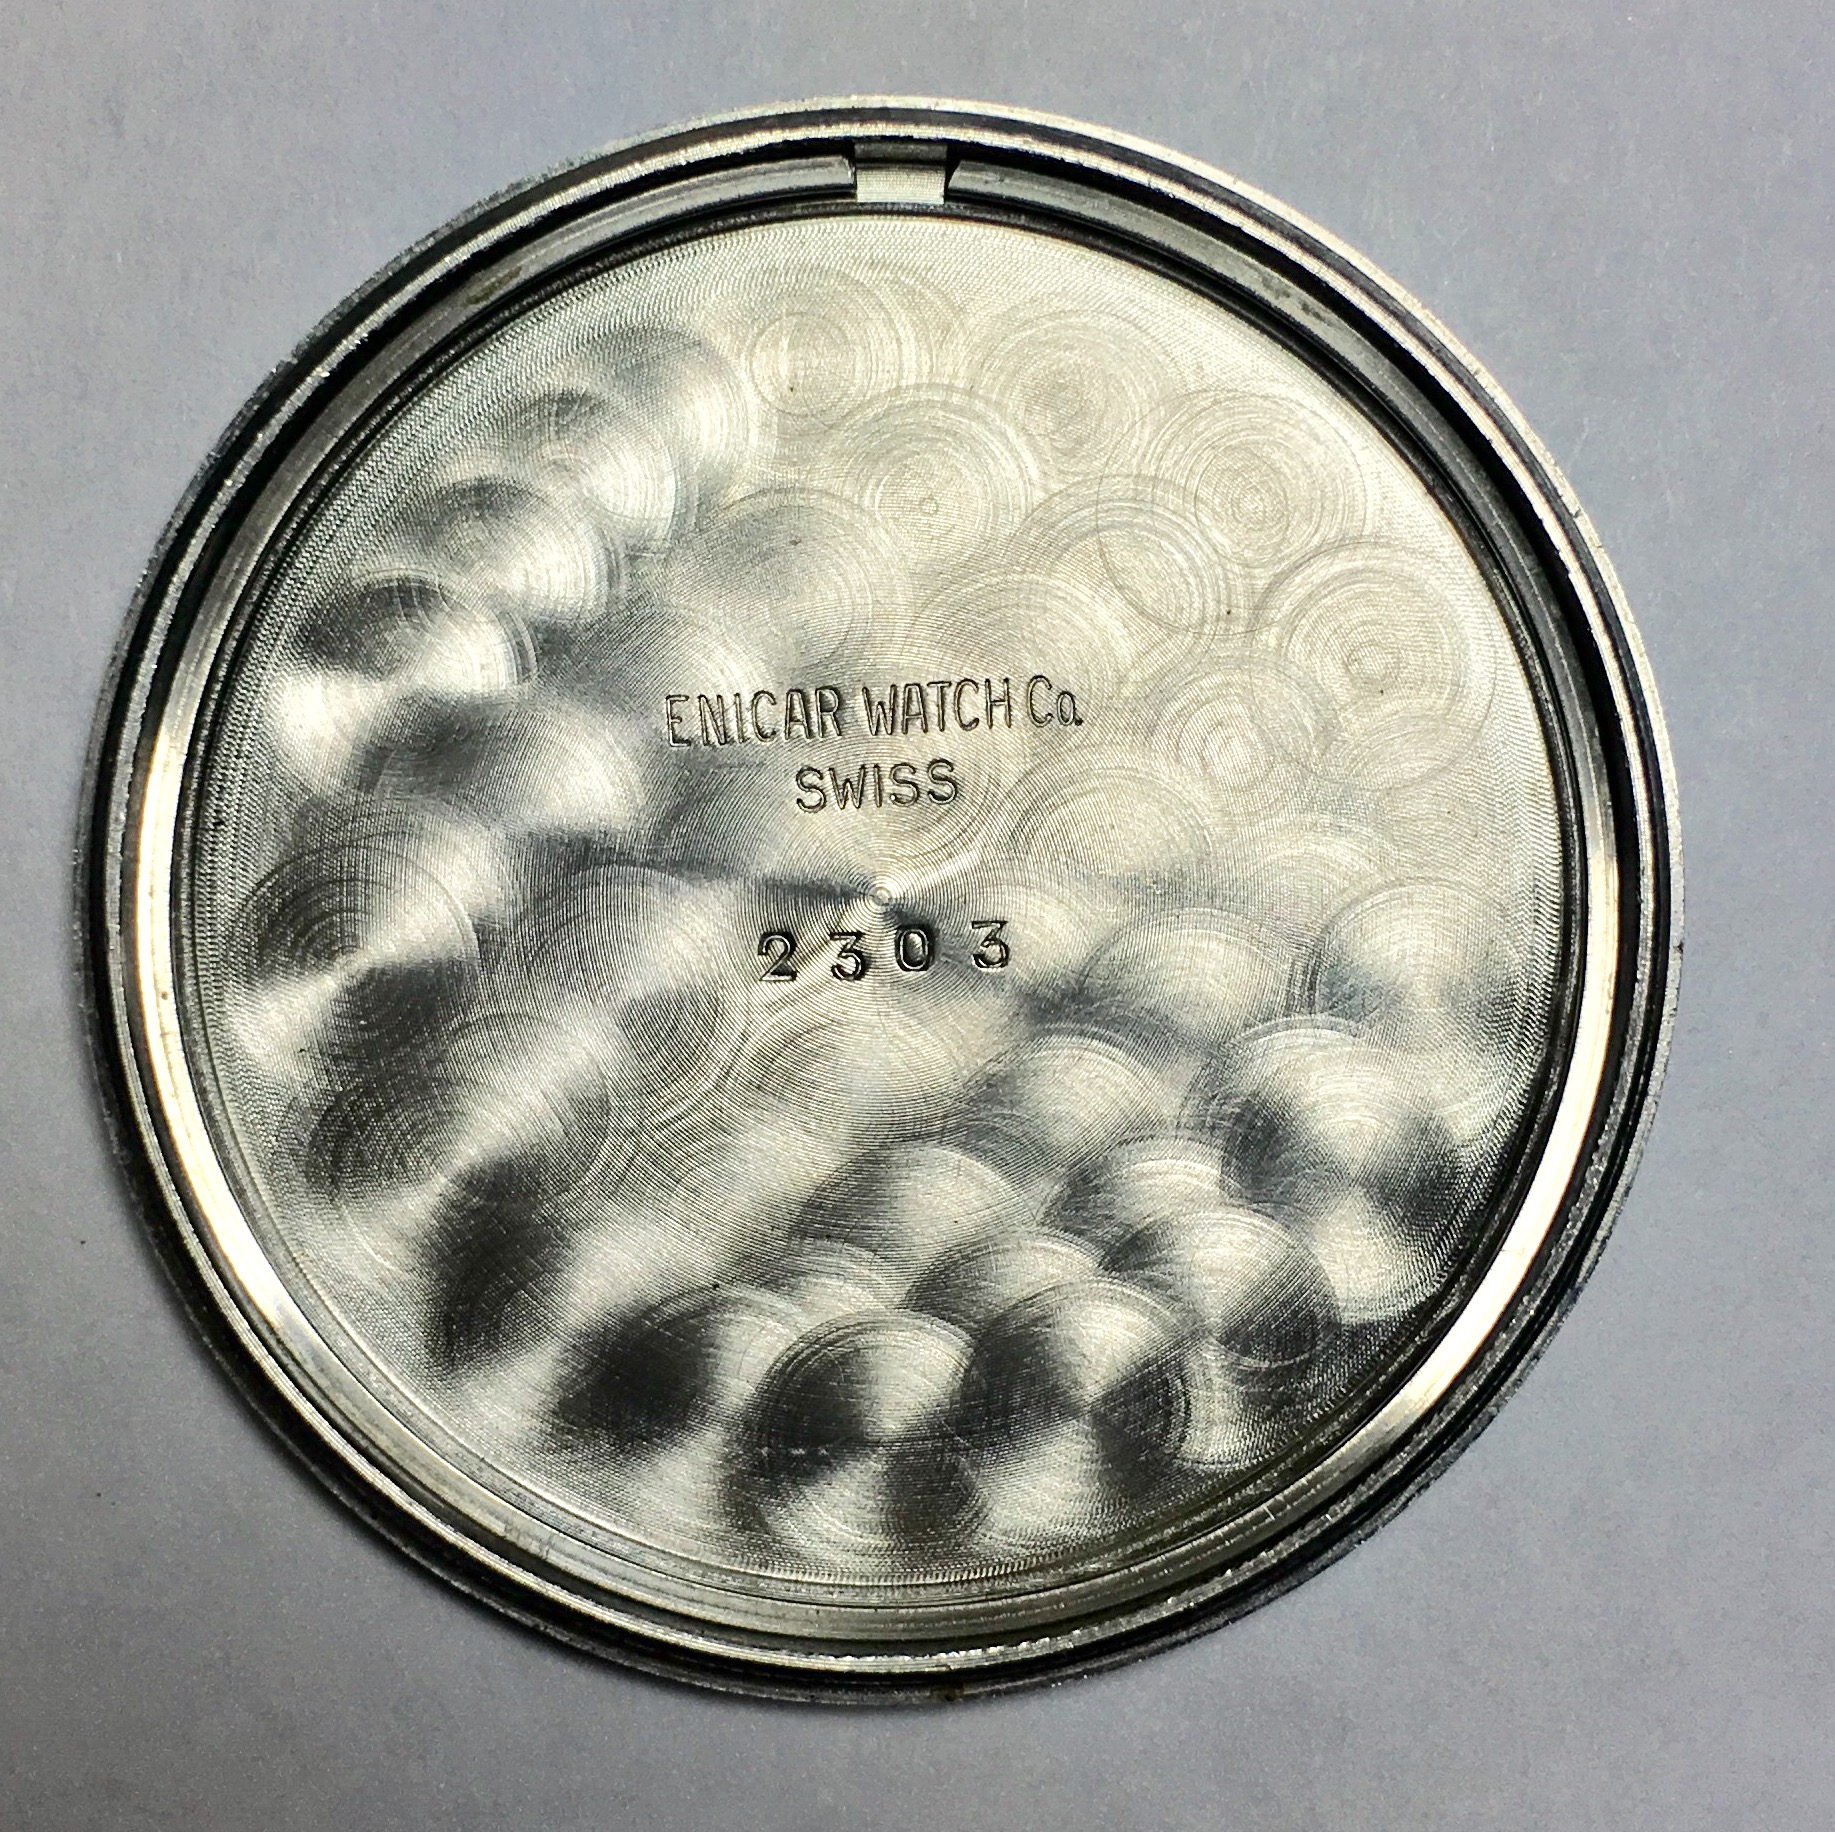 ENICAR WATCH Co.
SWISS
2303